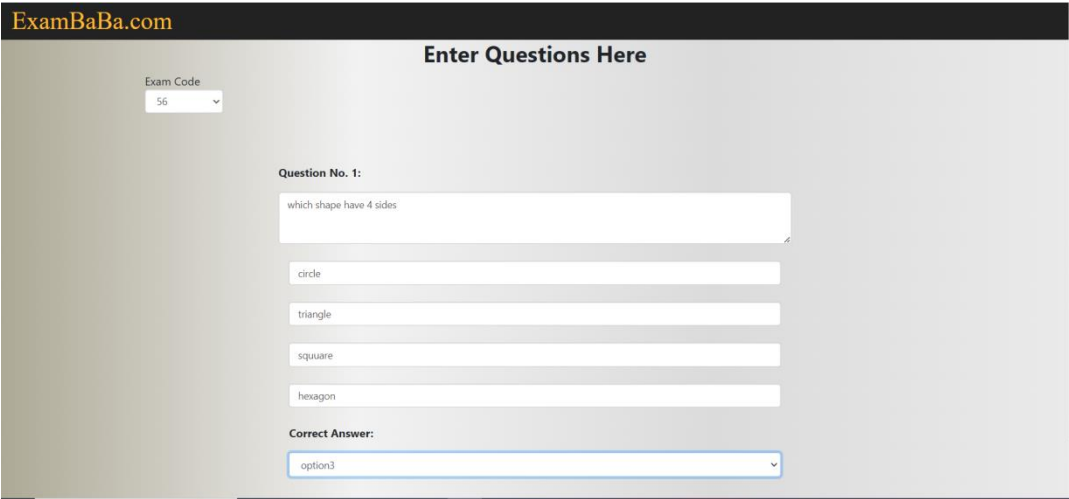 ExamBaBa.com
Enter Questions Here
Exam Code
56
Question No. 1:
which shape have 4 sides
circle
triangle
squuare
hexagon
Correct Answer:
option3